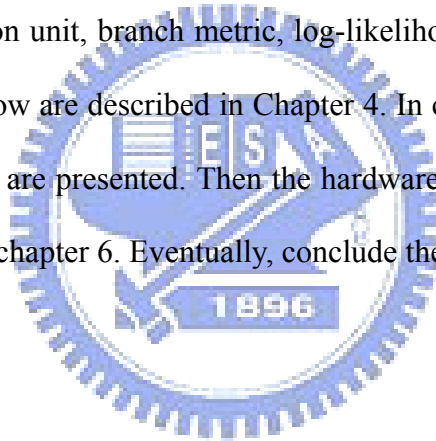 on unit, branch metric, log-likeliho
ow are described in Chapter 4. In
E S A
are presented. Then the hardware
chapter 6. Eventually, conclude the
1896